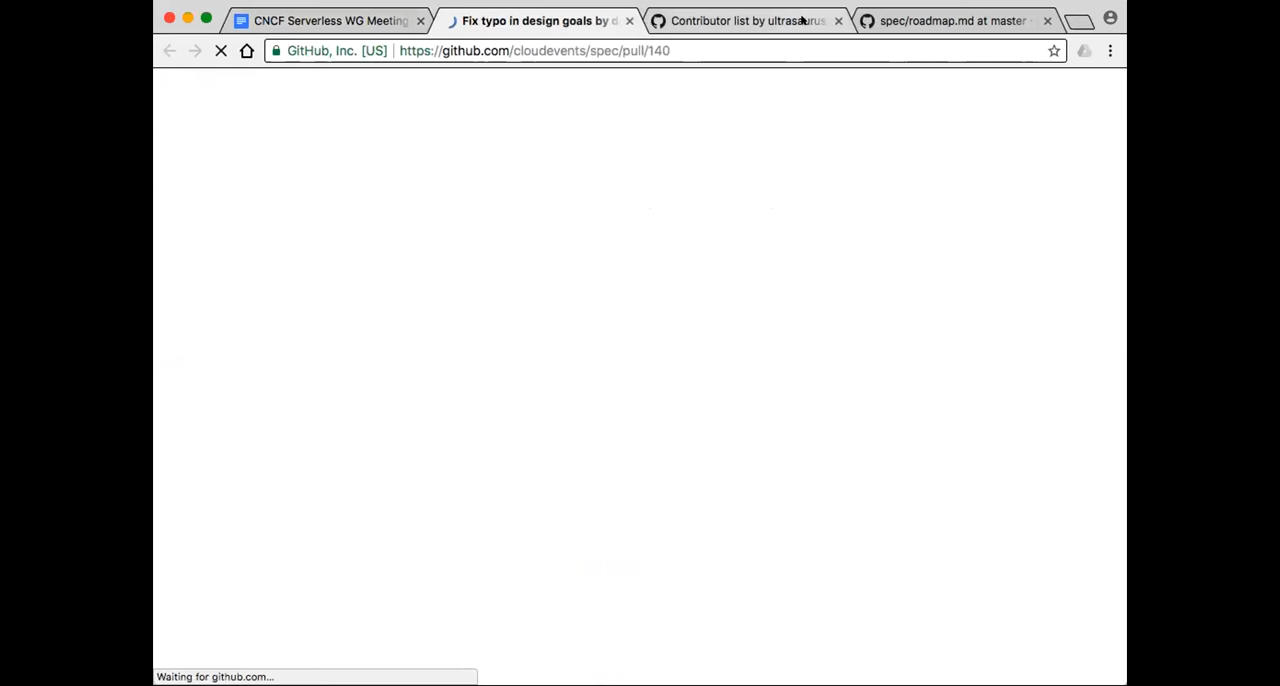 CNCF Serverless WG Meeting
Fix typo in design goals by d
Contributor list by ultrasaurus
spec/roadmap.md at master
GitHub, Inc. [US] | https://github.com/cloudevents/spec/pull/140
Waiting for github.com...